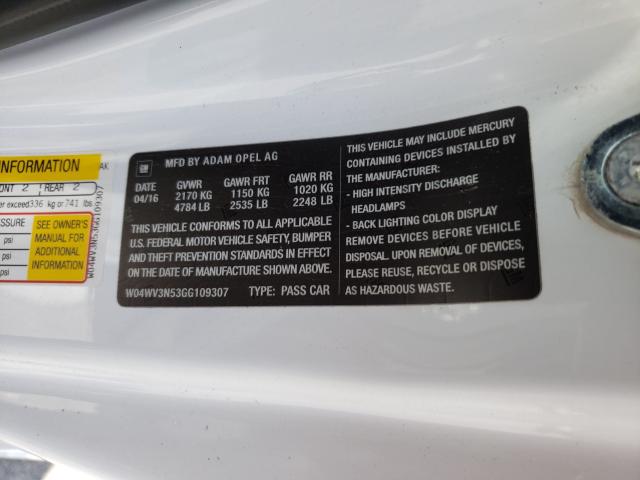 INFORMATION
AK
ONT 2 REAR 2
er exceed 336 kg or 741 lbs.
ESSURE
psi
psi
SEE OWNER'S
MANUAL FOR
ADDITIONAL
INFORMATION
W04WV3N53GG109307
GM
MFD BY ADAM OPEL AG
DATE GVWR GAWR FRT GAWR RR
04/16 2170 KG 1150 KG 1020 KG
4784 LB 2535 LB 2248 LB
THIS VEHICLE CONFORMS TO ALL APPLICABLE
U.S. FEDERAL MOTOR VEHICLE SAFETY, BUMPER
AND THEFT PREVENTION STANDARDS IN EFFECT
ON THE DATE OF MANUFACTURE SHOWN ABOVE.
W04WV3N53GG109307 TYPE: PASS CAR
THIS VEHICLE MAY INCLUDE MERCURY
CONTAINING DEVICES INSTALLED BY
THE MANUFACTURER:
- HIGH INTENSITY DISCHARGE
HEADLAMPS
- BACK LIGHTING COLOR DISPLAY
REMOVE DEVICES BEFORE VEHICLE
DISPOSAL. UPON REMOVAL OF DEVICES,
PLEASE REUSE, RECYCLE OR DISPOSE
AS HAZARDOUS WASTE.